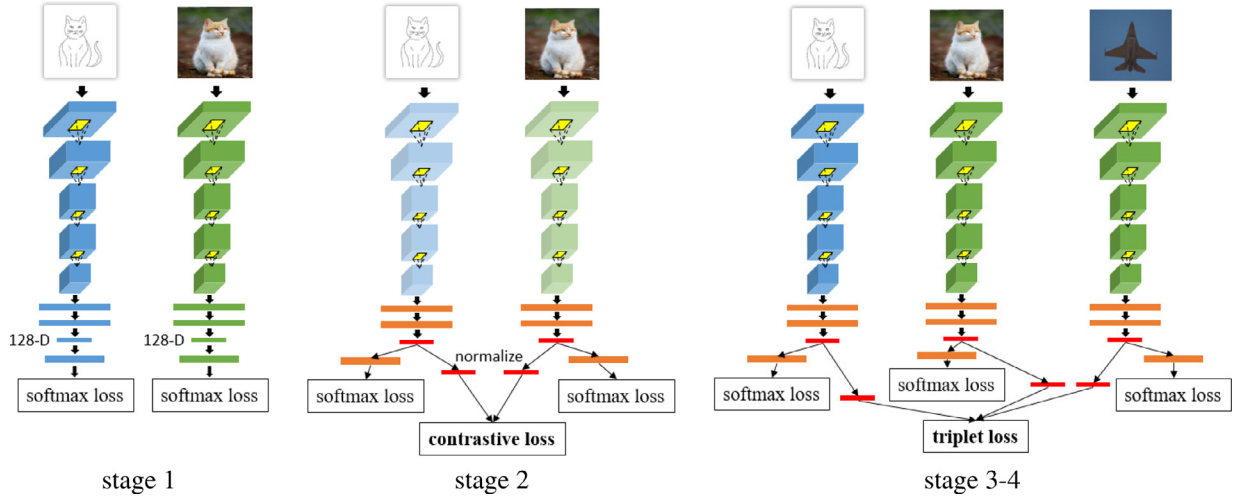 128-D
softmax loss
128-D
softmax loss
stage 1
normalize
softmax loss
softmax loss
contrastive loss
stage 2
softmax loss
softmax loss
softmax loss
triplet loss
stage 3-4